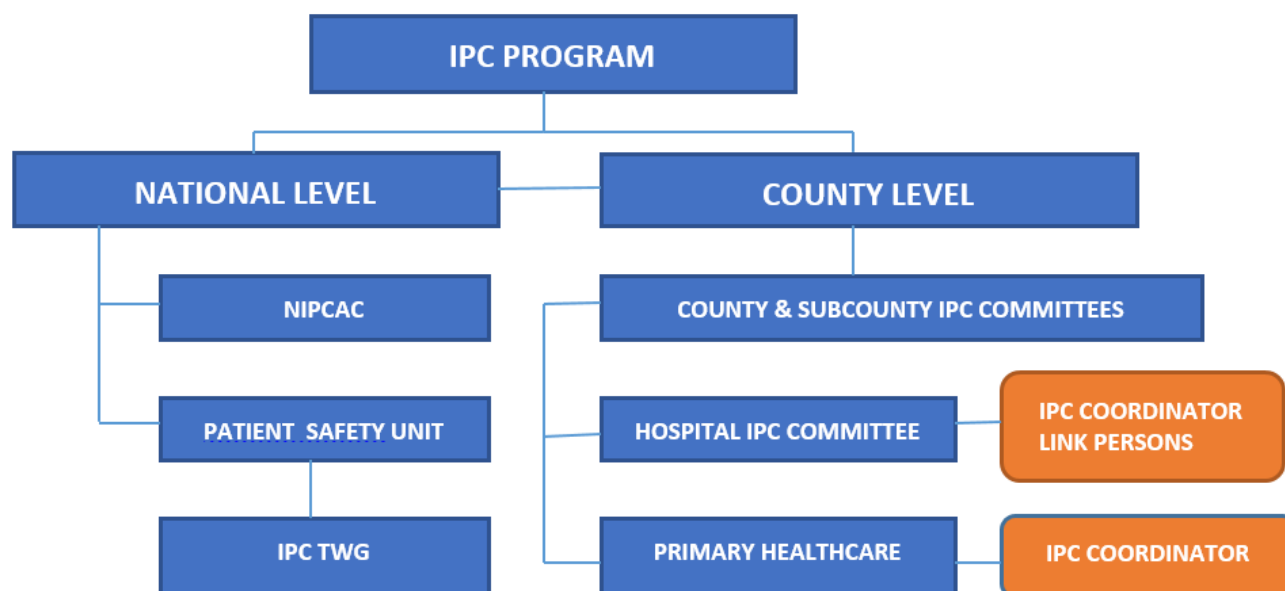 IPC PROGRAM
NATIONAL LEVEL
COUNTY LEVEL
NIPCAC
COUNTY & SUBCOUNTY IPC COMMITTEES
PATIENT SAFETY UNIT
HOSPITAL IPC COMMITTEE
IPC COORDINATOR
LINK PERSONS
IPC TWG
PRIMARY HEALTHCARE
IPC COORDINATOR